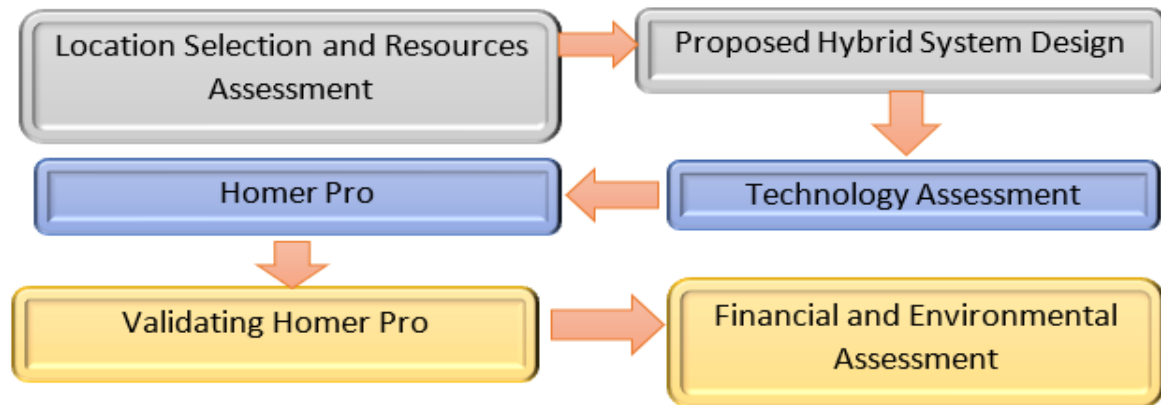 Location Selection and Resources
Assessment
Proposed Hybrid System Design
Technology Assessment
Homer Pro
Validating Homer Pro
Financial and Environmental
Assessment